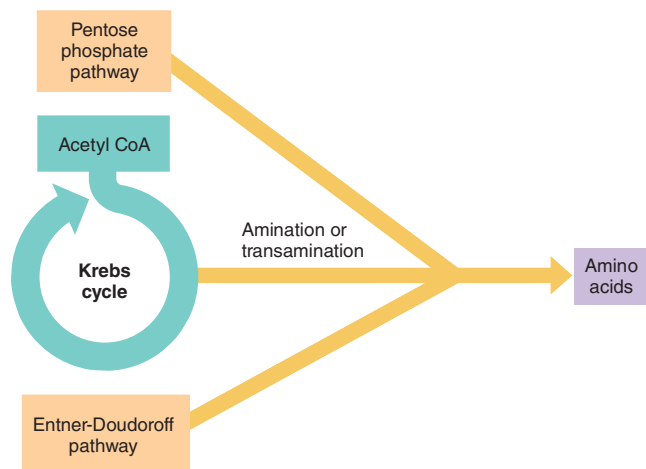 Pentose
phosphate
pathway
Acetyl CoA
Amination or
transamination
Krebs
cycle
Amino
acids
Entner-Doudoroff
pathway